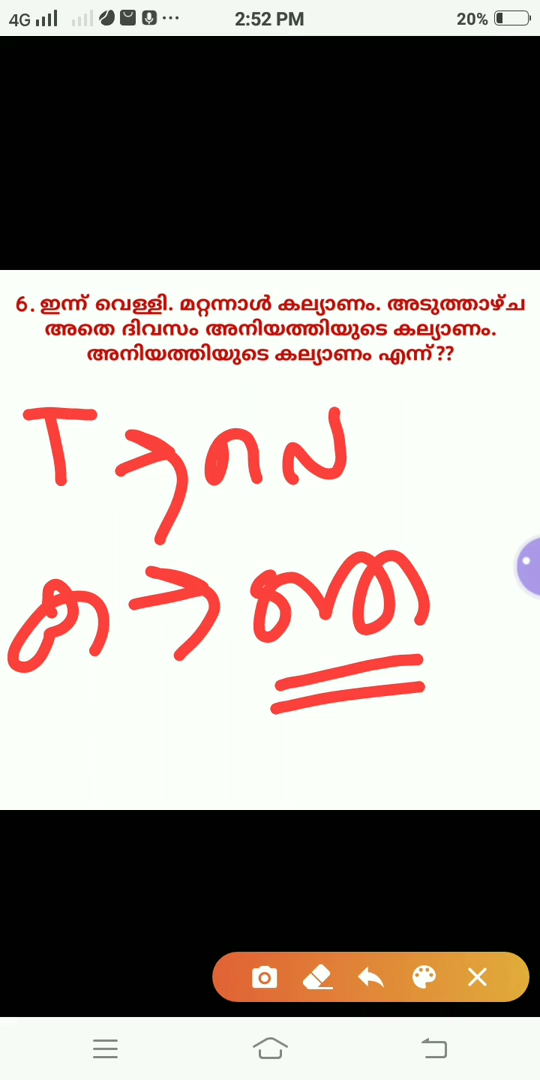 4G 2:52 PM 20%
6. ഇന്ന് വെള്ളി. മറ്റന്നാൾ കല്യാണം. അടുത്താഴ്ച
അതെ ദിവസം അനിയത്തിയുടെ കല്യാണം.
അനിയത്തിയുടെ കല്യാണം എന്ന്??
T → വെ
ക → ഞ